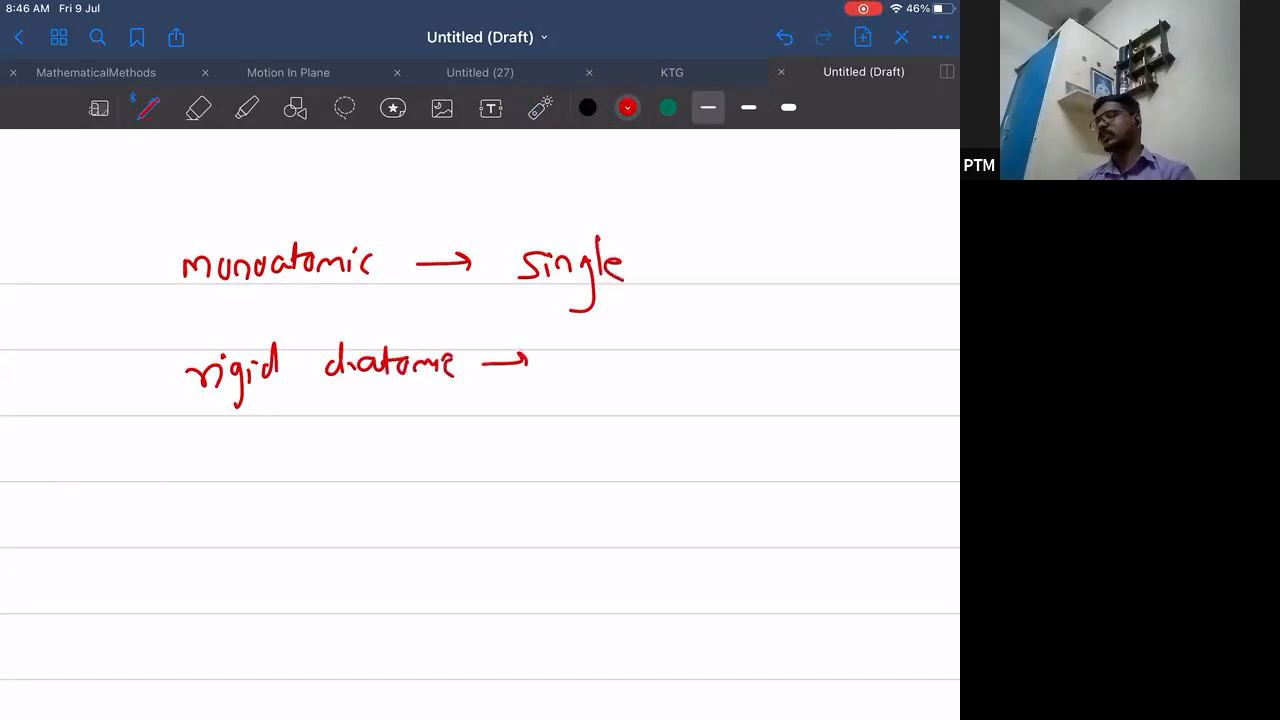 8:46 AM Fri 9 Jul 46%
Untitled (Draft)
MathematicalMethods Motion In Plane Untitled (27) KTG Untitled (Draft)
T
PTM
monoatomic → single
rigid diatomic →